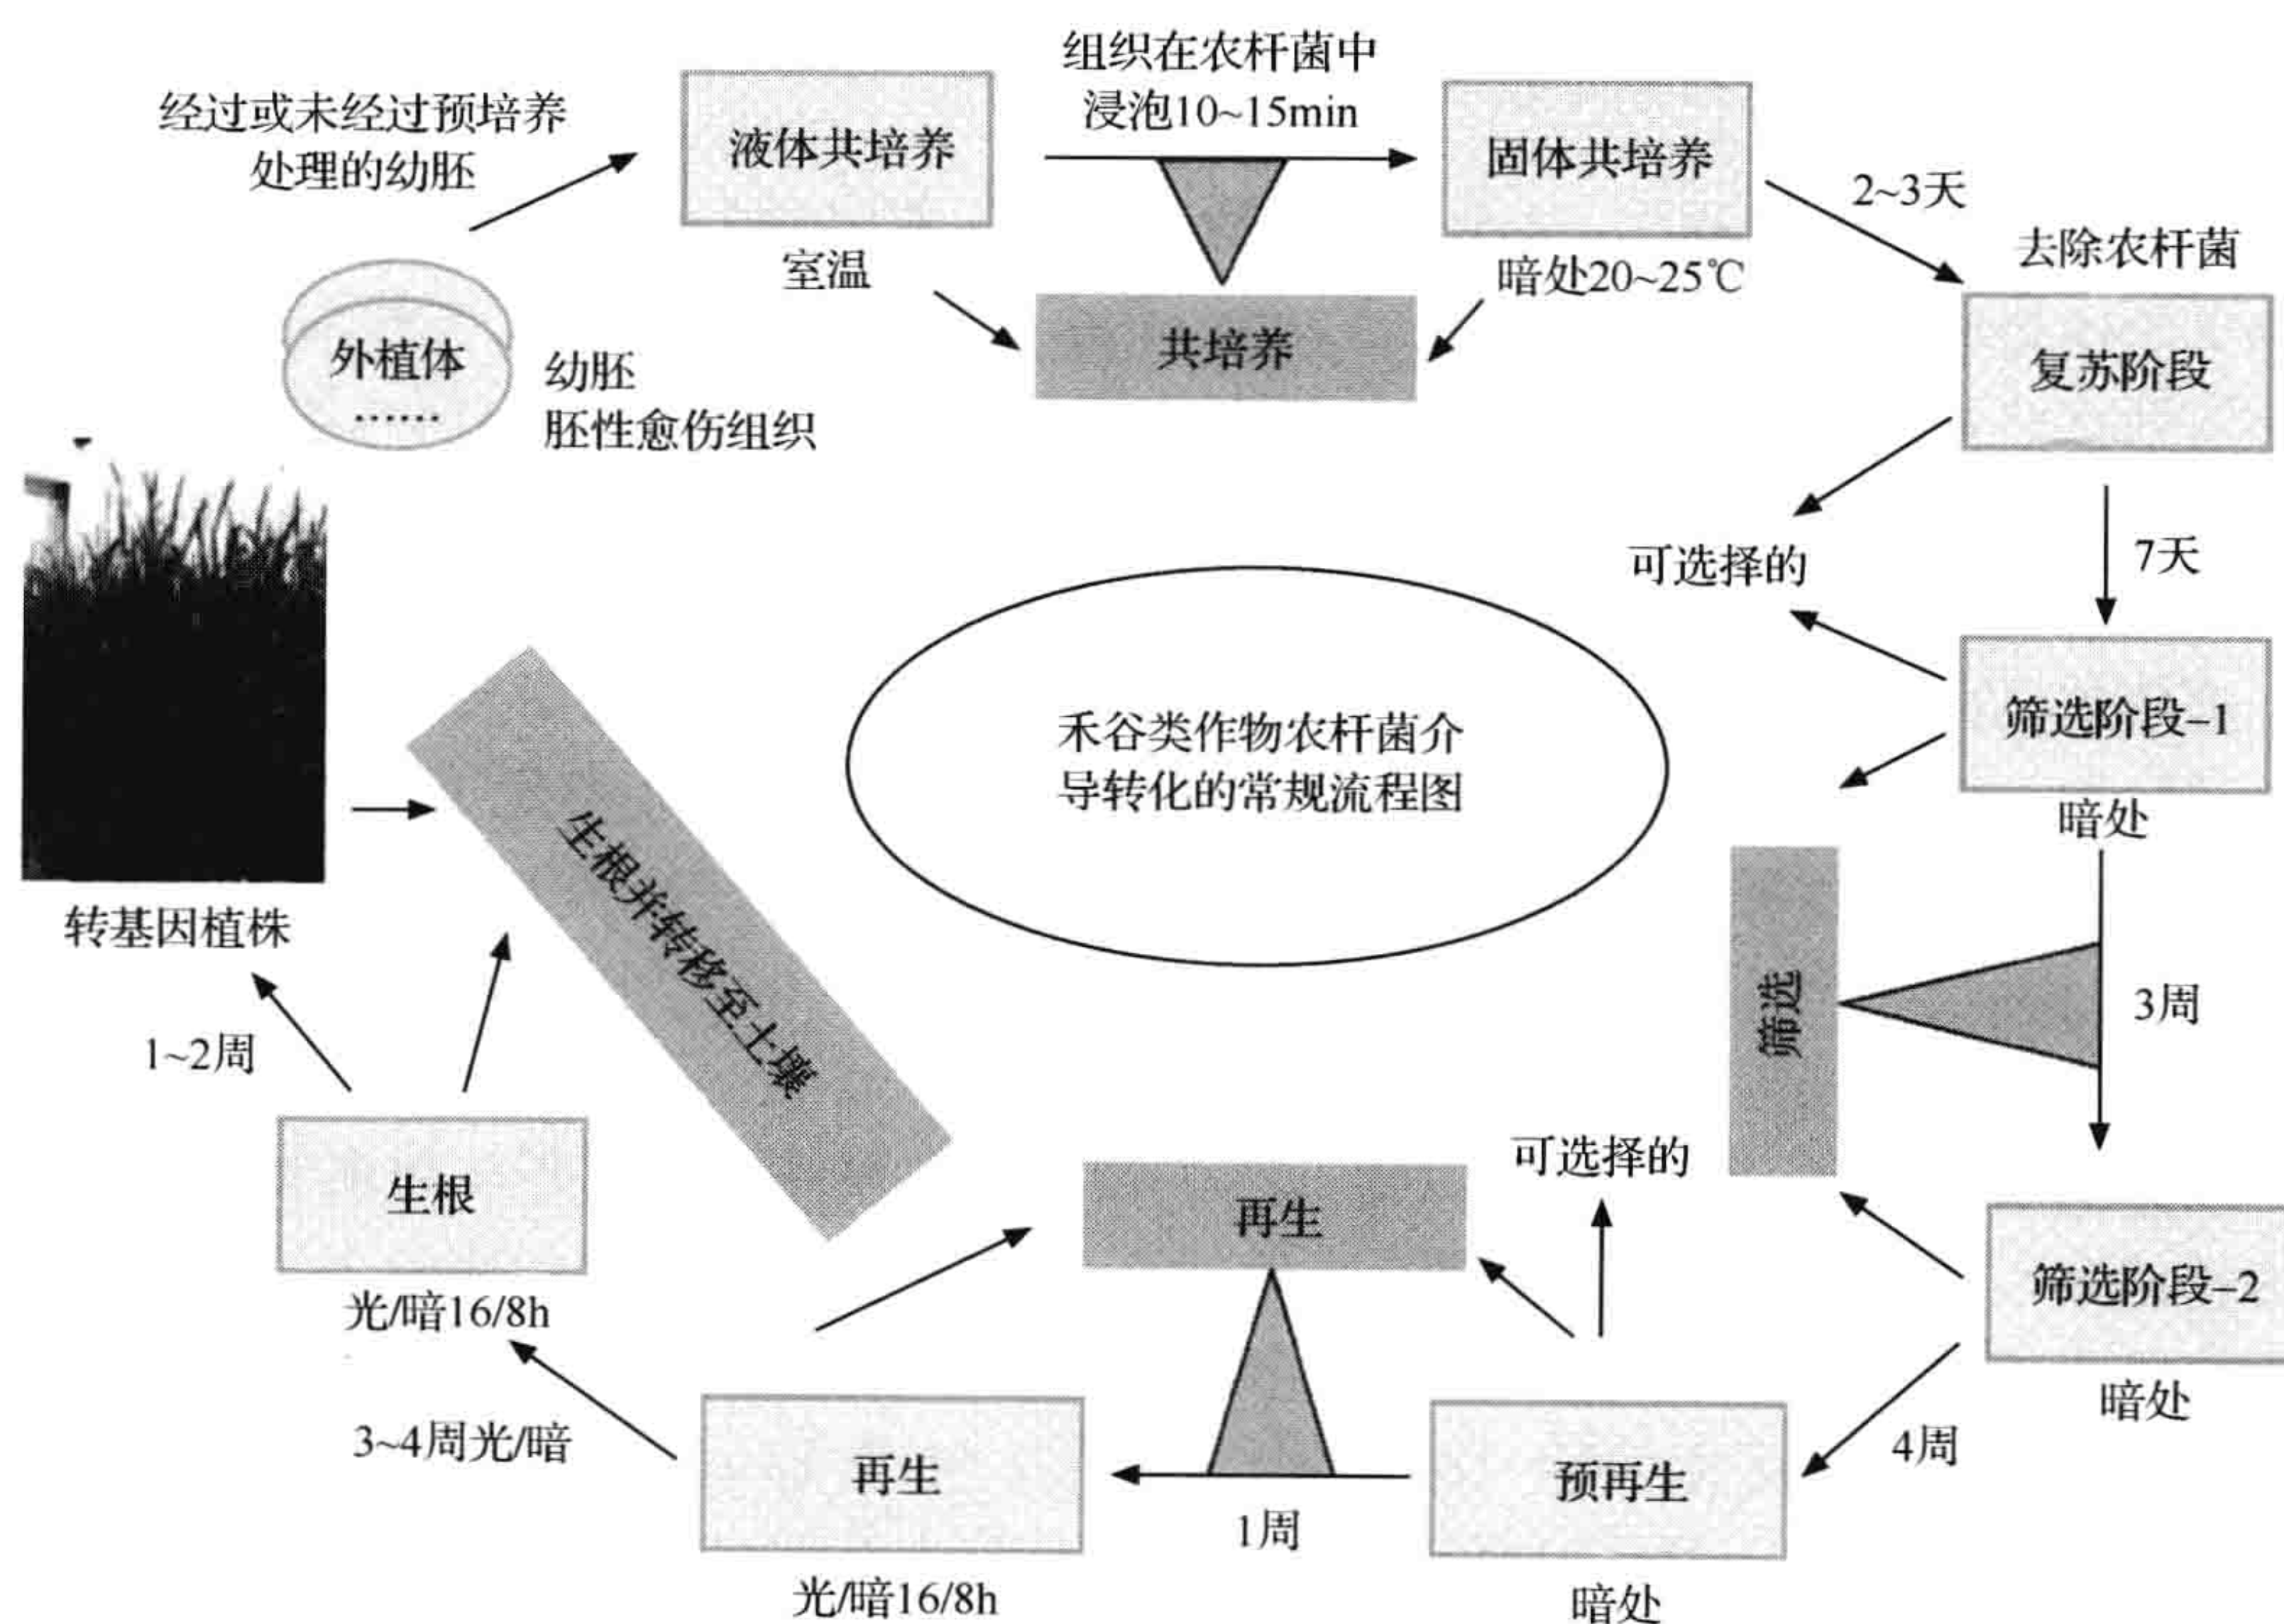 经过或未经过预培养
处理的幼胚
外植体
……
幼胚
胚性愈伤组织
液体共培养
室温
组织在农杆菌中
浸泡10~15min
共培养
固体共培养
暗处20~25℃
2~3天
去除农杆菌
复苏阶段
可选择的
7天
筛选阶段-1
暗处
筛选
3周
筛选阶段-2
暗处
4周
可选择的
预再生
暗处
再生
1周
再生
光/暗16/8h
3~4周光/暗
生根
光/暗16/8h
1~2周
生根并转移至土壤
转基因植株
禾谷类作物农杆菌介
导转化的常规流程图